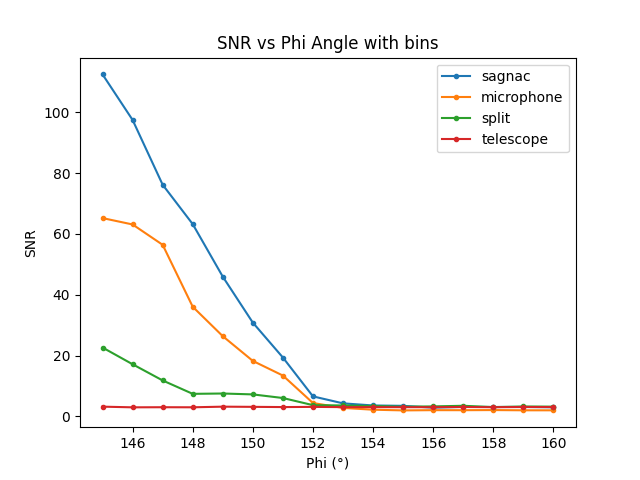 SNR vs Phi Angle with bins
sagnac
microphone
split
telescope
SNR
100
80
60
40
20
0
146 148 150 152 154 156 158 160
Phi (°)